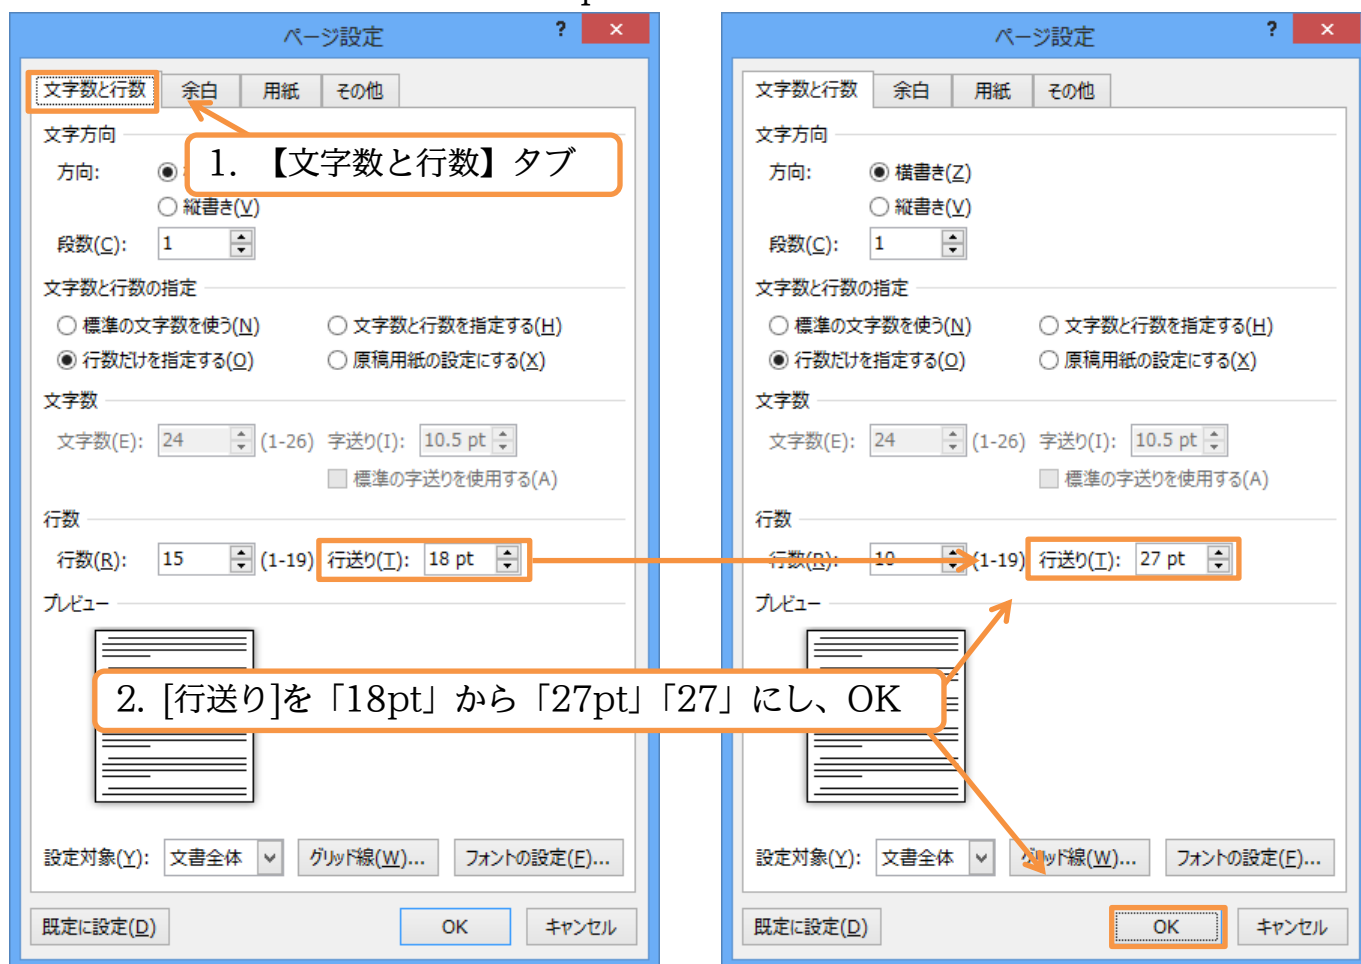 p
ページ設定 ? ×
文字数と行数 余白 用紙 その他
文字方向
1. 【文字数と行数】タブ
方向:
縦書き(V)
段数(C): 1
文字数と行数の指定
標準の文字数を使う(N) 文字数と行数を指定する(H)
行数だけを指定する(O) 原稿用紙の設定にする(X)
文字数
文字数(E): 24 (1-26) 字送り(I): 10.5 pt
標準の字送りを使用する(A)
行数
行数(R): 15 (1-19) 行送り(T): 18 pt
プレビュー
2. [行送り]を「18pt」から「27pt」「27」にし、OK
設定対象(Y): 文書全体 グリッド線(W)... フォントの設定(F)...
既定に設定(D) OK キャンセル
ページ設定 ? ×
文字数と行数 余白 用紙 その他
文字方向
方向: 横書き(Z)
縦書き(V)
段数(C): 1
文字数と行数の指定
標準の文字数を使う(N) 文字数と行数を指定する(H)
行数だけを指定する(O) 原稿用紙の設定にする(X)
文字数
文字数(E): 24 (1-26) 字送り(I): 10.5 pt
標準の字送りを使用する(A)
行数
行数(R): (1-19) 行送り(T): 27 pt
プレビュー
設定対象(Y): 文書全体 グリッド線(W)... フォントの設定(F)...
既定に設定(D) OK キャンセル